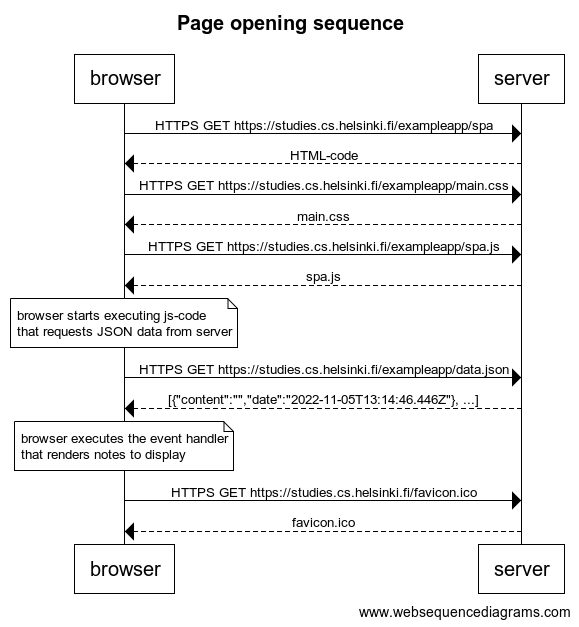 Page opening sequence
browser
server
HTTPS GET https://studies.cs.helsinki.fi/exampleapp/spa
HTML-code
HTTPS GET https://studies.cs.helsinki.fi/exampleapp/main.css
main.css
HTTPS GET https://studies.cs.helsinki.fi/exampleapp/spa.js
spa.js
browser starts executing js-code
that requests JSON data from server
HTTPS GET https://studies.cs.helsinki.fi/exampleapp/data.json
[{"content":"","date":"2022-11-05T13:14:46.446Z"}, ...]
browser executes the event handler
that renders notes to display
HTTPS GET https://studies.cs.helsinki.fi/favicon.ico
favicon.ico
browser
server
www.websequencediagrams.com